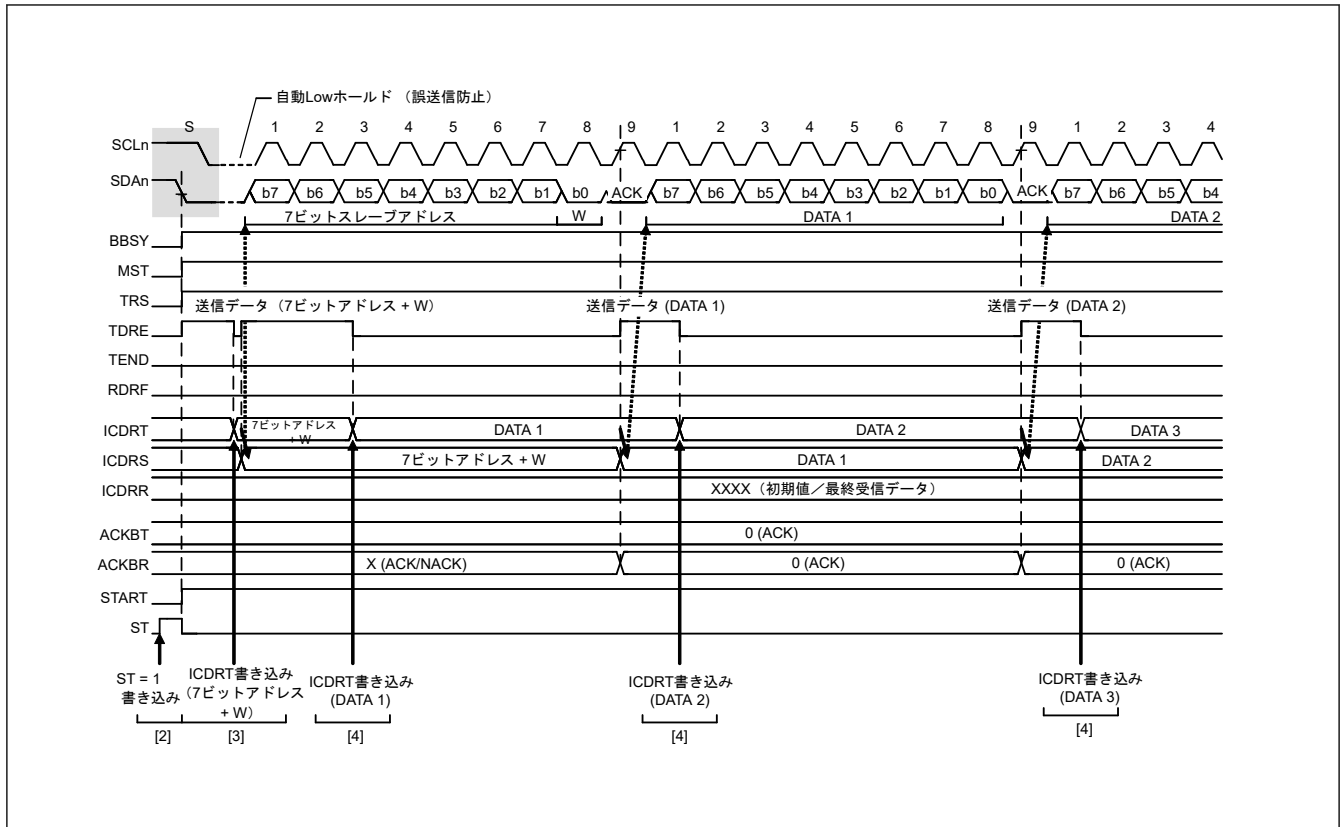 自動Lowホールド （誤送信防止）
S 1 2 3 4 5 6 7 8 9 1 2 3 4 5 6 7 8 9 1 2 3 4
SCLn
SDAn b7 b6 b5 b4 b3 b2 b1 b0 ACK b7 b6 b5 b4 b3 b2 b1 b0 ACK b7 b6 b5 b4
7ビットスレーブアドレス W DATA 1 DATA 2
BBSY
MST
TRS 送信データ（7ビットアドレス + W） 送信データ (DATA 1) 送信データ (DATA 2)
TDRE
TEND
RDRF
ICDRT 7ビットアドレス + W DATA 1 DATA 2 DATA 3
ICDRS 7ビットアドレス + W DATA 1 DATA 2
ICDRR XXXX（初期値／最終受信データ）
ACKBT 0 (ACK)
ACKBR X (ACK/NACK) 0 (ACK) 0 (ACK)
START
ST
ST = 1
書き込み
[2]
ICDRT書き込み
（7ビットアドレス
+ W）
[3]
ICDRT書き込み
(DATA 1)
[4]
ICDRT書き込み
(DATA 2)
[4]
ICDRT書き込み
(DATA 3)
[4]